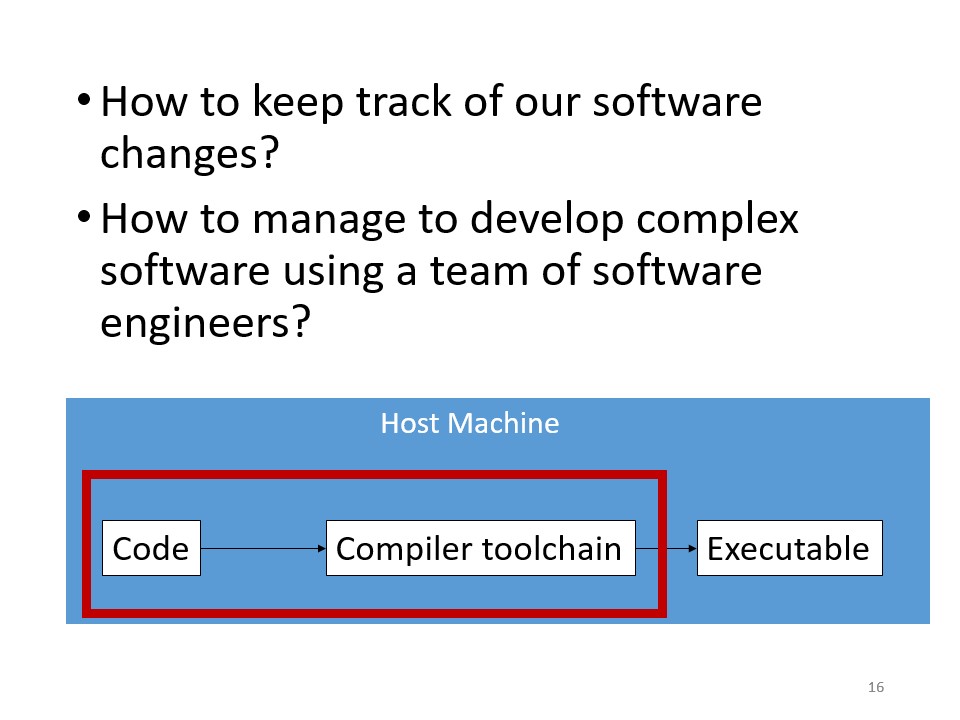 • How to keep track of our software
changes?
• How to manage to develop complex
software using a team of software
engineers?
Host Machine
Code
Compiler toolchain
Executable
16